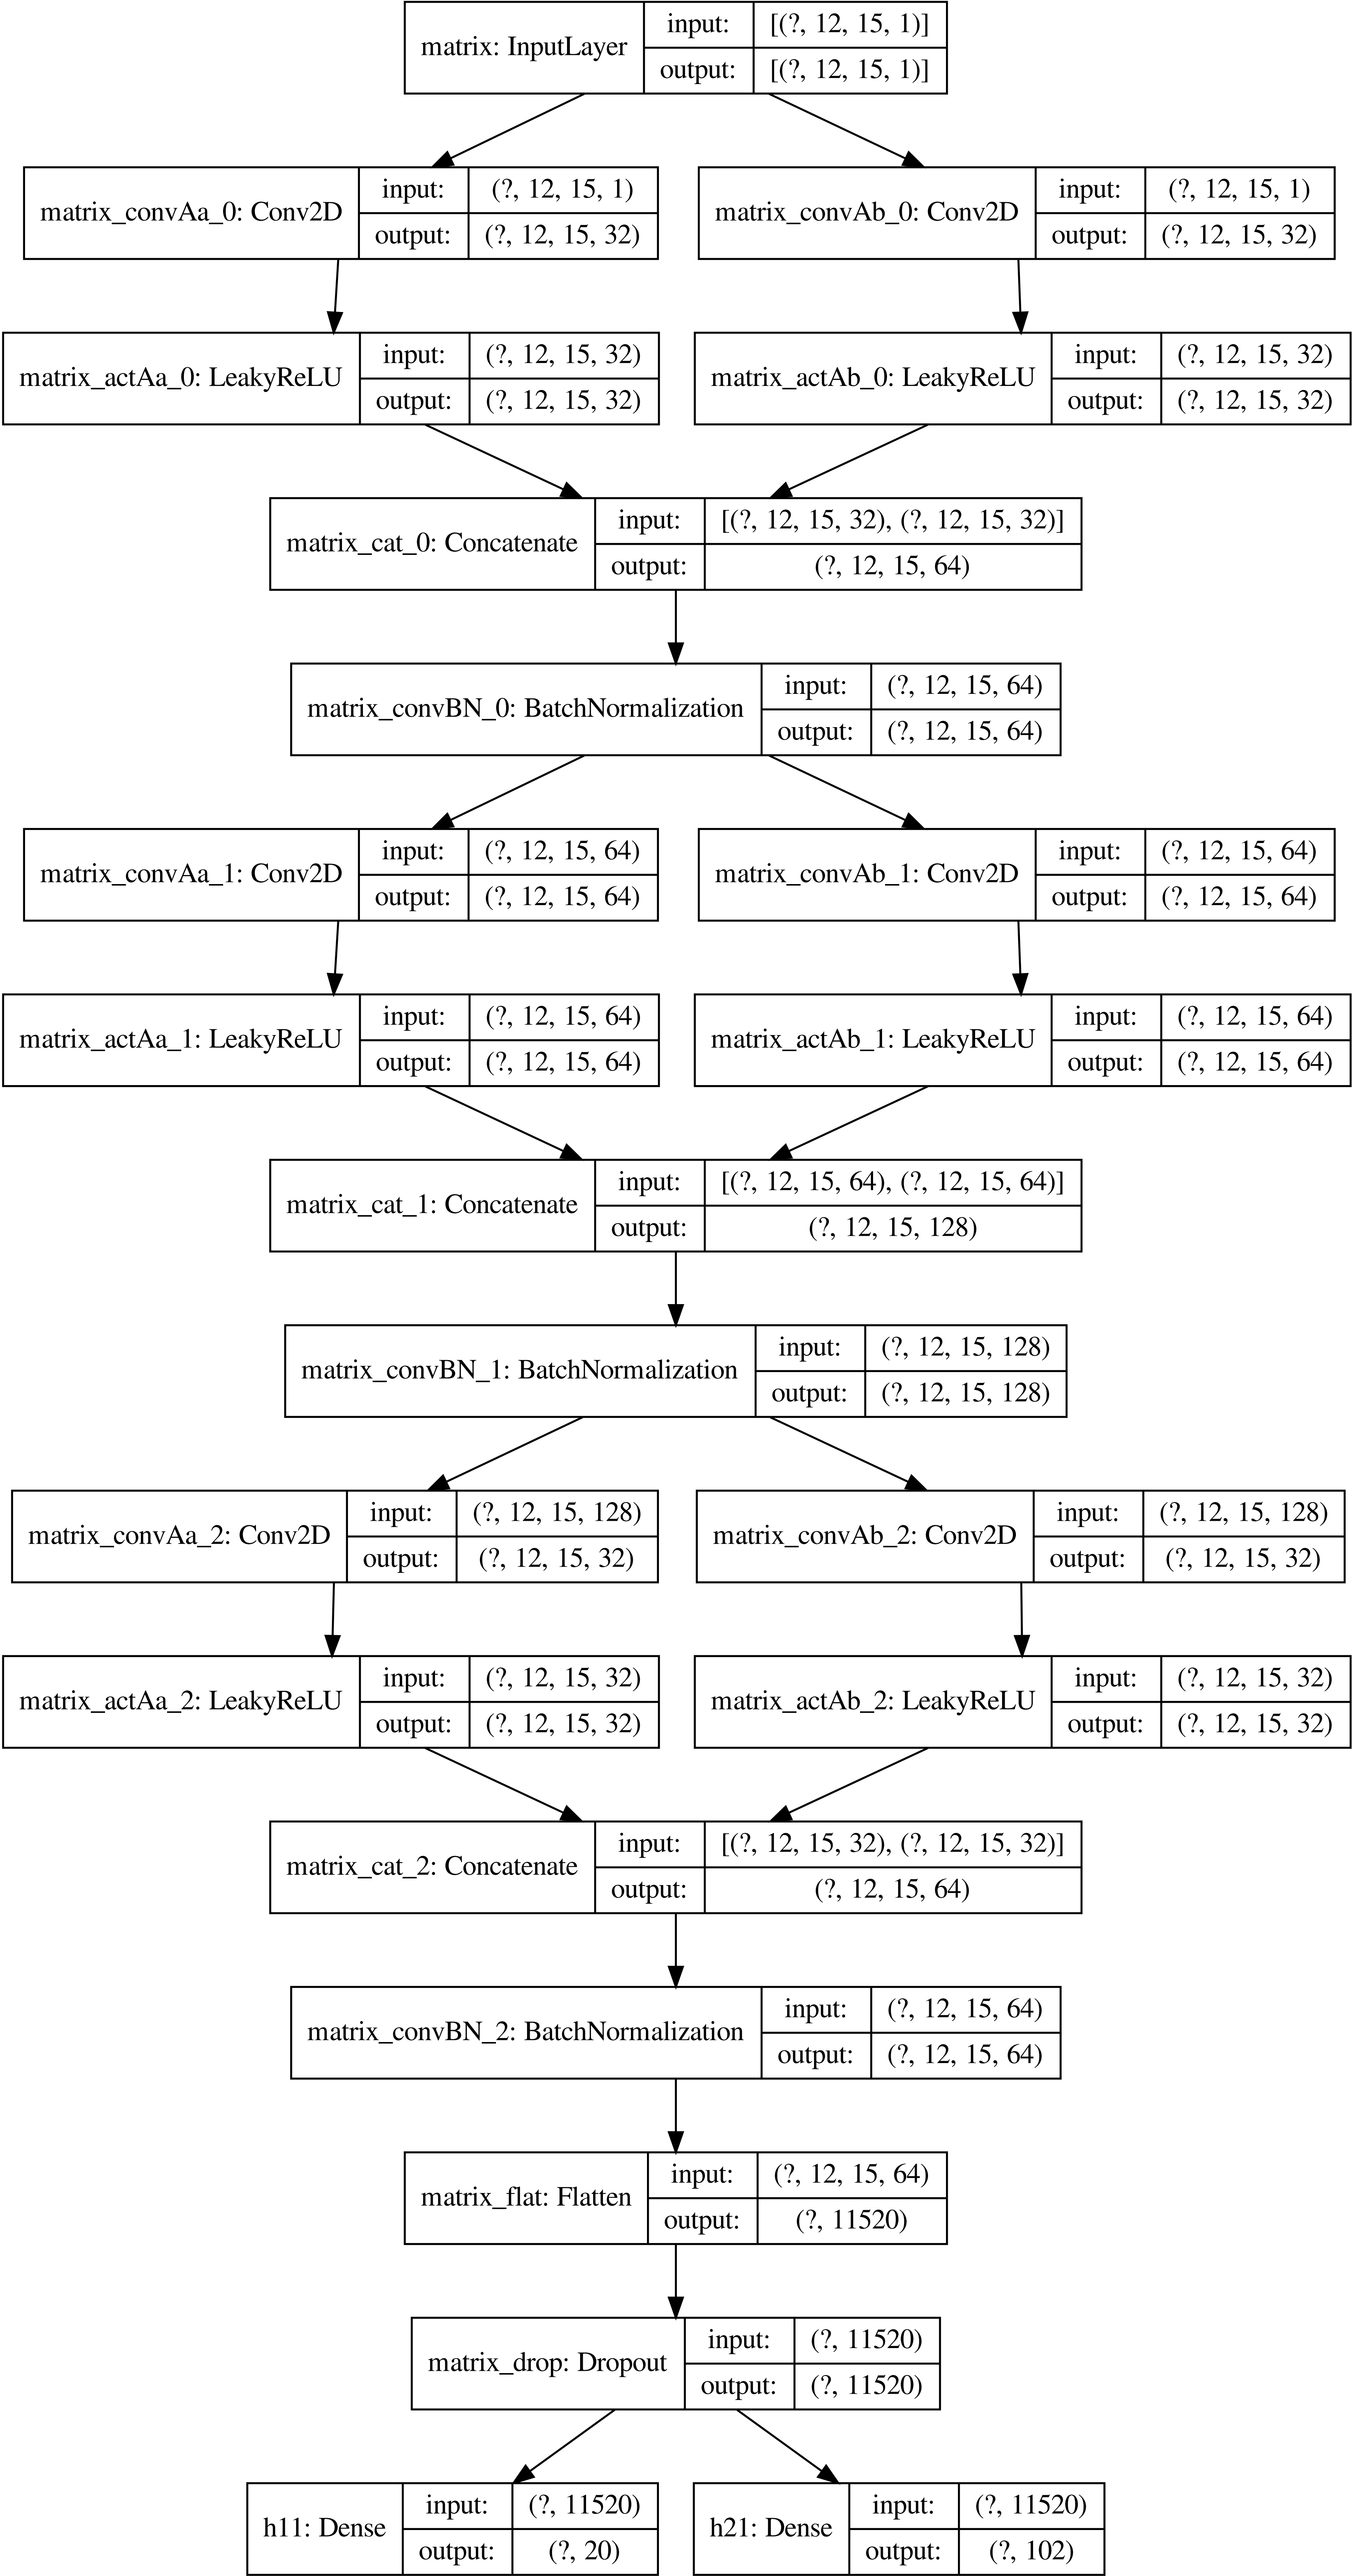 matrix: InputLayer
input: [(?, 12, 15, 1)]
output: [(?, 12, 15, 1)]
matrix_convAa_0: Conv2D
input: (?, 12, 15, 1)
output: (?, 12, 15, 32)
matrix_convAb_0: Conv2D
input: (?, 12, 15, 1)
output: (?, 12, 15, 32)
matrix_actAa_0: LeakyReLU
input: (?, 12, 15, 32)
output: (?, 12, 15, 32)
matrix_actAb_0: LeakyReLU
input: (?, 12, 15, 32)
output: (?, 12, 15, 32)
matrix_cat_0: Concatenate
input: [(?, 12, 15, 32), (?, 12, 15, 32)]
output: (?, 12, 15, 64)
matrix_convBN_0: BatchNormalization
input: (?, 12, 15, 64)
output: (?, 12, 15, 64)
matrix_convAa_1: Conv2D
input: (?, 12, 15, 64)
output: (?, 12, 15, 64)
matrix_convAb_1: Conv2D
input: (?, 12, 15, 64)
output: (?, 12, 15, 64)
matrix_actAa_1: LeakyReLU
input: (?, 12, 15, 64)
output: (?, 12, 15, 64)
matrix_actAb_1: LeakyReLU
input: (?, 12, 15, 64)
output: (?, 12, 15, 64)
matrix_cat_1: Concatenate
input: [(?, 12, 15, 64), (?, 12, 15, 64)]
output: (?, 12, 15, 128)
matrix_convBN_1: BatchNormalization
input: (?, 12, 15, 128)
output: (?, 12, 15, 128)
matrix_convAa_2: Conv2D
input: (?, 12, 15, 128)
output: (?, 12, 15, 32)
matrix_convAb_2: Conv2D
input: (?, 12, 15, 128)
output: (?, 12, 15, 32)
matrix_actAa_2: LeakyReLU
input: (?, 12, 15, 32)
output: (?, 12, 15, 32)
matrix_actAb_2: LeakyReLU
input: (?, 12, 15, 32)
output: (?, 12, 15, 32)
matrix_cat_2: Concatenate
input: [(?, 12, 15, 32), (?, 12, 15, 32)]
output: (?, 12, 15, 64)
matrix_convBN_2: BatchNormalization
input: (?, 12, 15, 64)
output: (?, 12, 15, 64)
matrix_flat: Flatten
input: (?, 12, 15, 64)
output: (?, 11520)
matrix_drop: Dropout
input: (?, 11520)
output: (?, 11520)
h11: Dense
input: (?, 11520)
output: (?, 20)
h21: Dense
input: (?, 11520)
output: (?, 102)